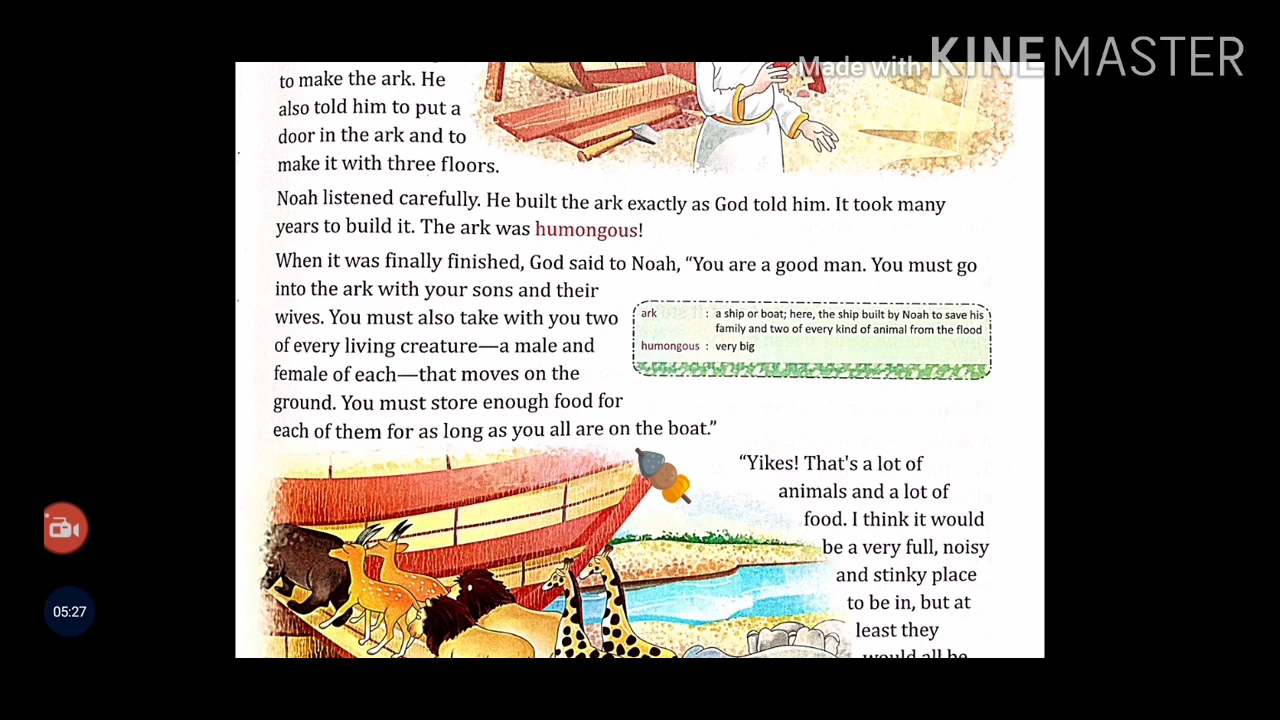 Made with KINEMASTER
to make the ark. He
also told him to put a
door in the ark and to
make it with three floors.
Noah listened carefully. He built the ark exactly as God told him. It took many
years to build it. The ark was humongous!
When it was finally finished, God said to Noah, “You are a good man. You must go
into the ark with your sons and their
wives. You must also take with you two
of every living creature—a male and
female of each—that moves on the
ground. You must store enough food for
each of them for as long as you all are on the boat.”
ark : a ship or boat; here, the ship built by Noah to save his
family and two of every kind of animal from the flood
humongous : very big
“Yikes! That's a lot of
animals and a lot of
food. I think it would
be a very full, noisy
and stinky place
to be in, but at
least they
would all be
05:27